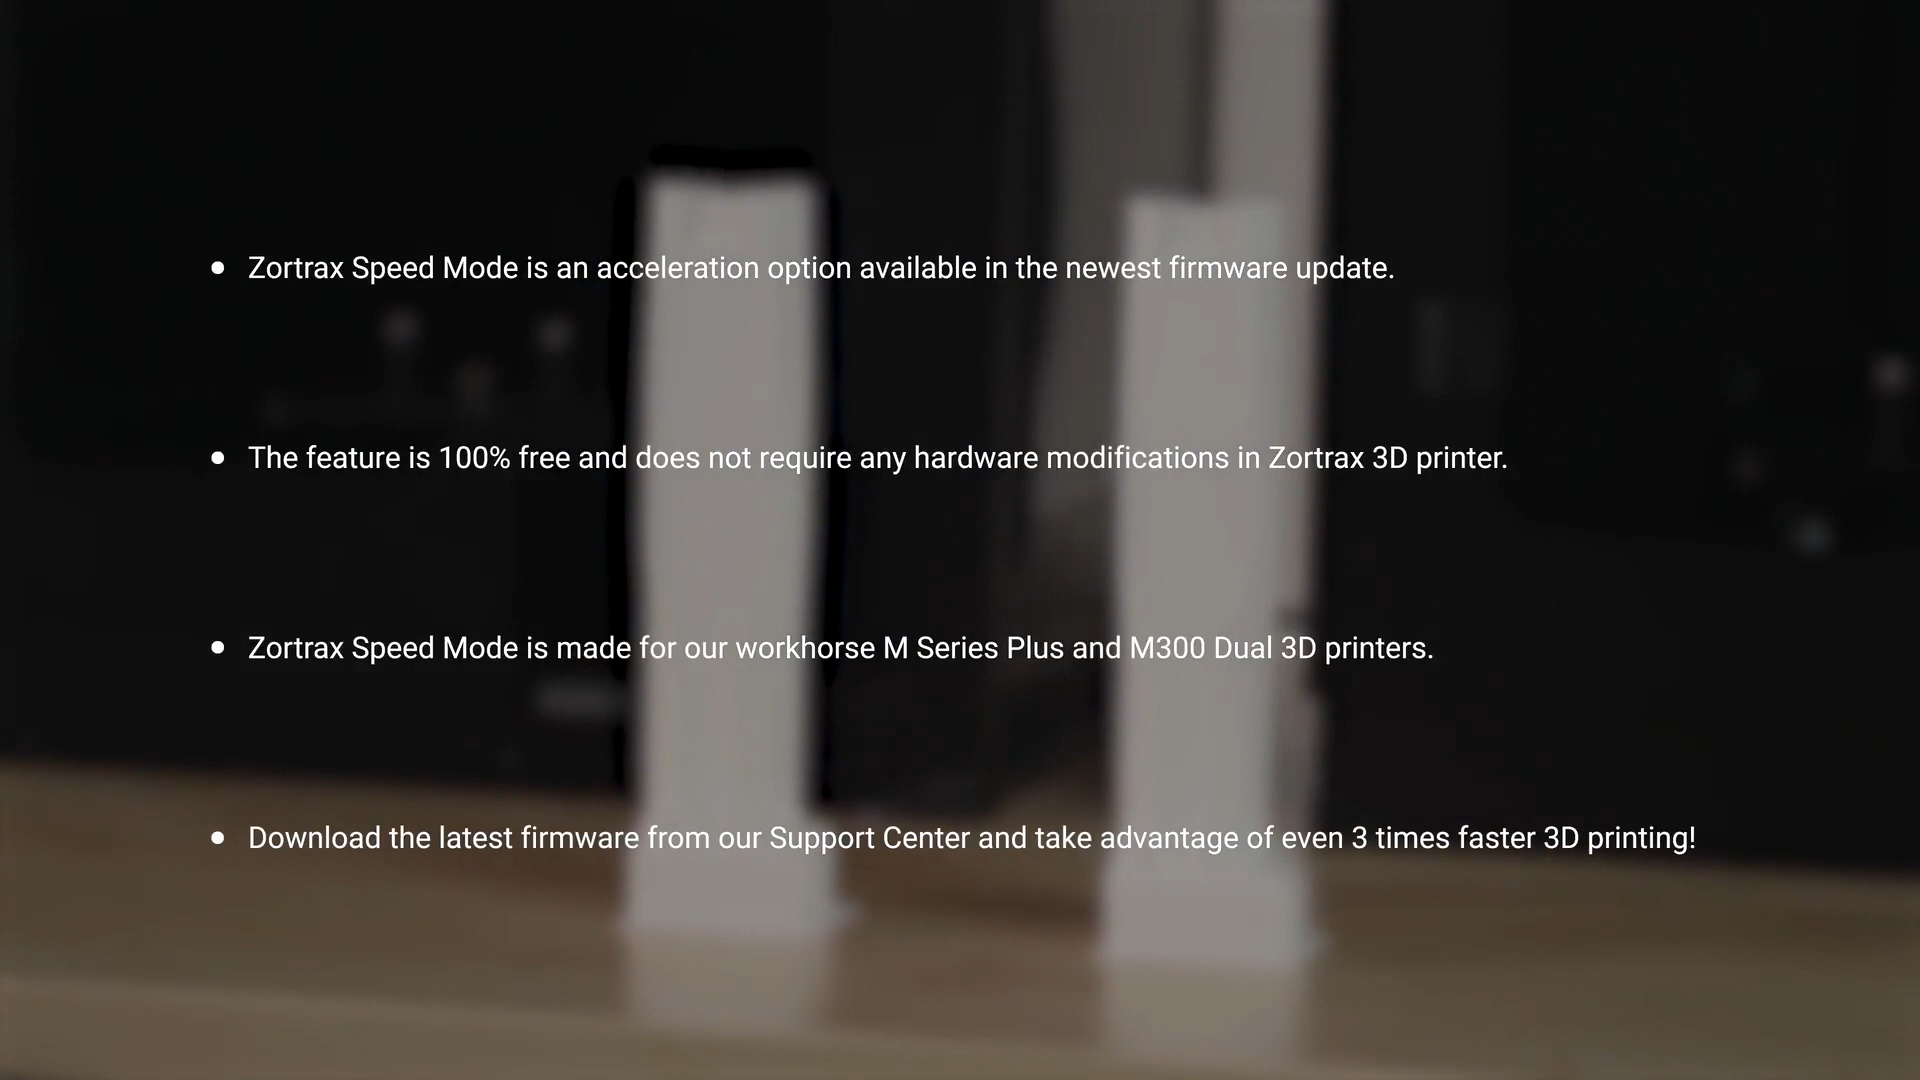 • Zortrax Speed Mode is an acceleration option available in the newest firmware update.
• The feature is 100% free and does not require any hardware modifications in Zortrax 3D printer.
• Zortrax Speed Mode is made for our workhorse M Series Plus and M300 Dual 3D printers.
• Download the latest firmware from our Support Center and take advantage of even 3 times faster 3D printing!